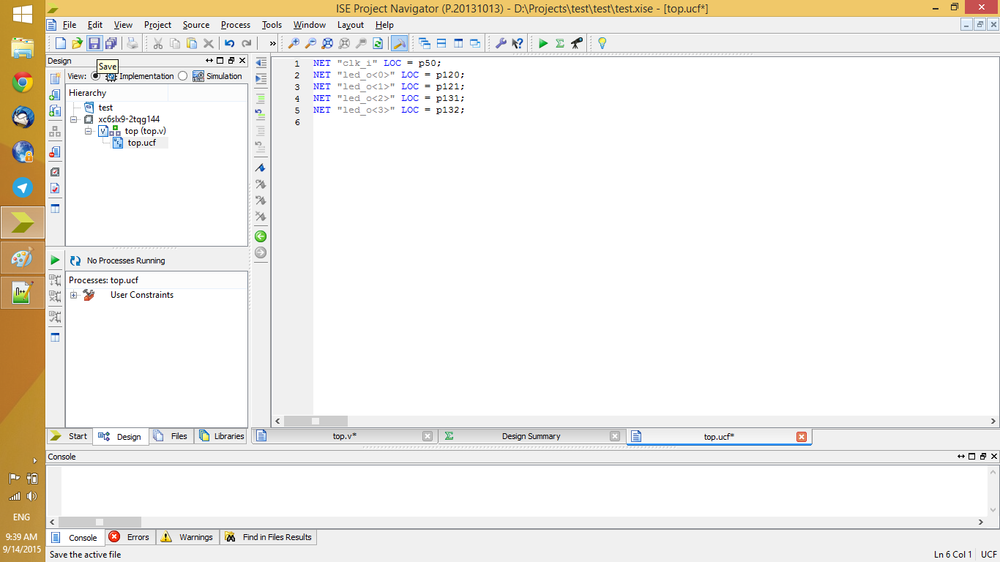 ISE Project Navigator (P.20131013) - D:\Projects\test\test\test.xise - [top.ucf*]
File Edit View Project Source Process Tools Window Layout Help
Design
Save
View: Implementation Simulation
Hierarchy
test
xc6slx9-2tqg144
top (top.v)
top.ucf
1 NET "clk_i" LOC = p50;
2 NET "led_o<0>" LOC = p120;
3 NET "led_o<1>" LOC = p121;
4 NET "led_o<2>" LOC = p131;
5 NET "led_o<3>" LOC = p132;
6
No Processes Running
Processes: top.ucf
User Constraints
Start Design Files Libraries
top.v* Design Summary top.ucf*
Console
Console Errors Warnings Find in Files Results
Save the active file
Ln 6 Col 1 UCF
ENG
9:39 AM
9/14/2015